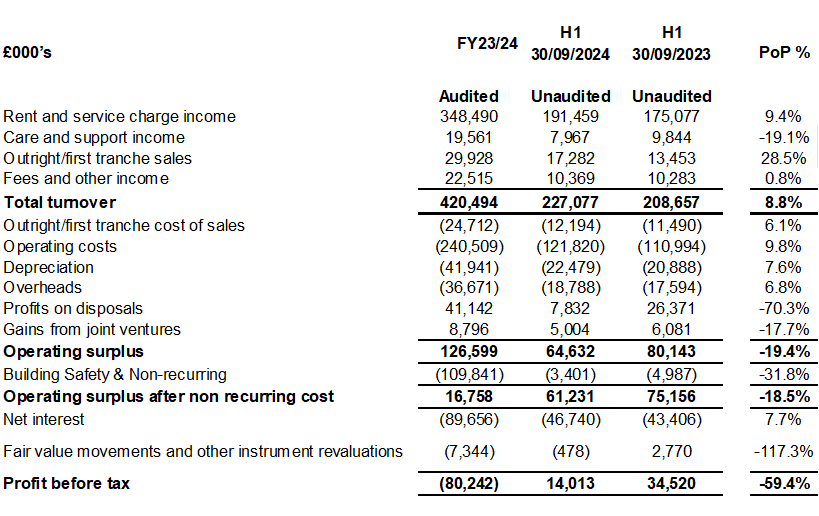 £000’s FY23/24 H1 30/09/2024 H1 30/09/2023 PoP %
Audited Unaudited Unaudited
Rent and service charge income 348,490 191,459 175,077 9.4%
Care and support income 19,561 7,967 9,844 -19.1%
Outright/first tranche sales 29,928 17,282 13,453 28.5%
Fees and other income 22,515 10,369 10,283 0.8%
Total turnover 420,494 227,077 208,657 8.8%
Outright/first tranche cost of sales (24,712) (12,194) (11,490) 6.1%
Operating costs (240,509) (121,820) (110,994) 9.8%
Depreciation (41,941) (22,479) (20,888) 7.6%
Overheads (36,671) (18,788) (17,594) 6.8%
Profits on disposals 41,142 7,832 26,371 -70.3%
Gains from joint ventures 8,796 5,004 6,081 -17.7%
Operating surplus 126,599 64,632 80,143 -19.4%
Building Safety & Non-recurring (109,841) (3,401) (4,987) -31.8%
Operating surplus after non recurring cost 16,758 61,231 75,156 -18.5%
Net interest (89,656) (46,740) (43,406) 7.7%
Fair value movements and other instrument revaluations (7,344) (478) 2,770 -117.3%
Profit before tax (80,242) 14,013 34,520 -59.4%